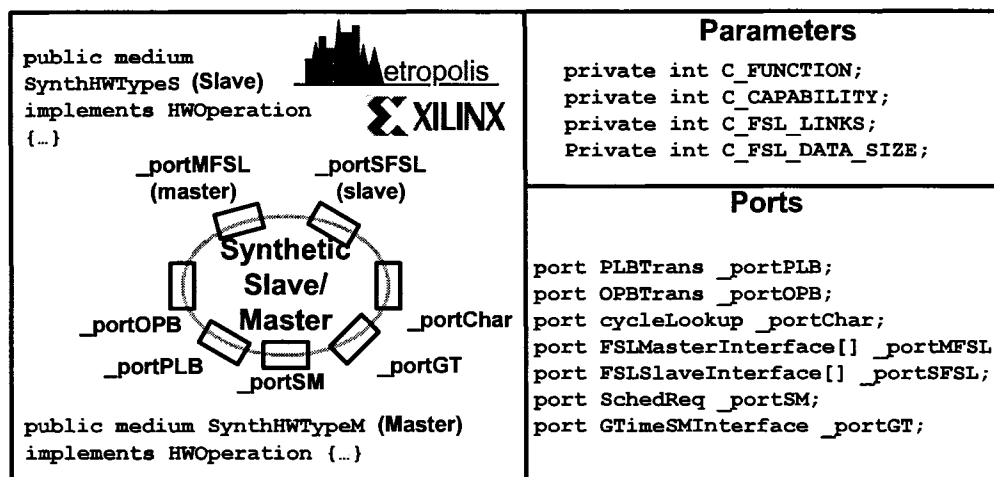 public medium
SynthHWTypeS (Slave)
implements HWOperation
{…}
etropolis
XILINX
_portMFSL
(master)
_portSFSL
(slave)
Synthetic
Slave/
Master
_portOPB
_portChar
_portPLB
_portGT
_portSM
public medium SynthHWTypeM (Master)
implements HWOperation {…}
Parameters
private int C_FUNCTION;
private int C_CAPABILITY;
private int C_FSL_LINKS;
Private int C_FSL_DATA_SIZE;
Ports
port PLBTrans _portPLB;
port OPBTrans _portOPB;
port cycleLookup _portChar;
port FSLMasterInterface[] _portMFSL
port FSLSlaveInterface[] _portSFSL;
port SchedReq _portSM;
port GTimeSMInterface _portGT;